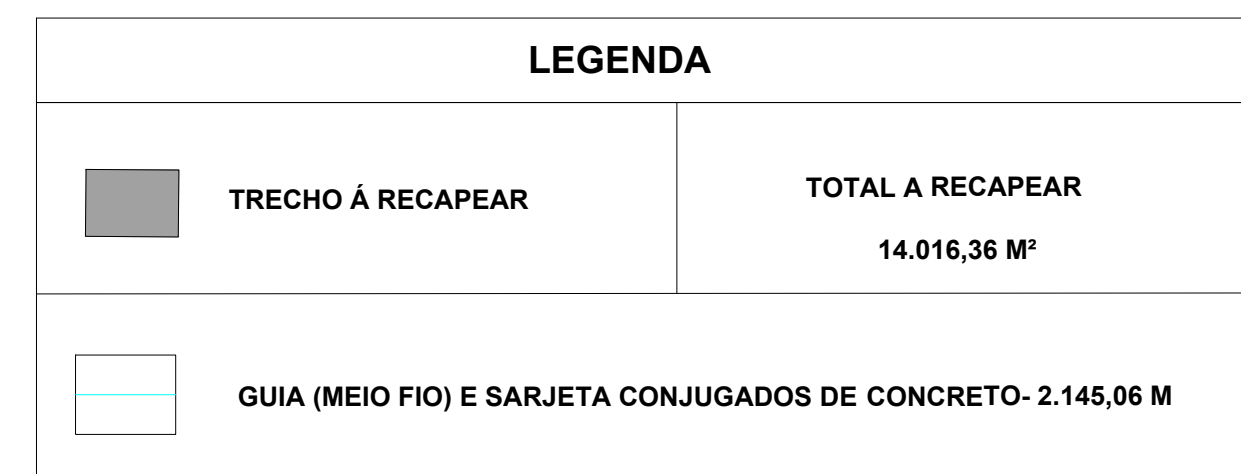 LEGENDA
TRECHO Á RECAPEAR
TOTAL A RECAPEAR
14.016,36 M²
GUIA (MEIO FIO) E SARJETA CONJUGADOS DE CONCRETO- 2.145,06 M